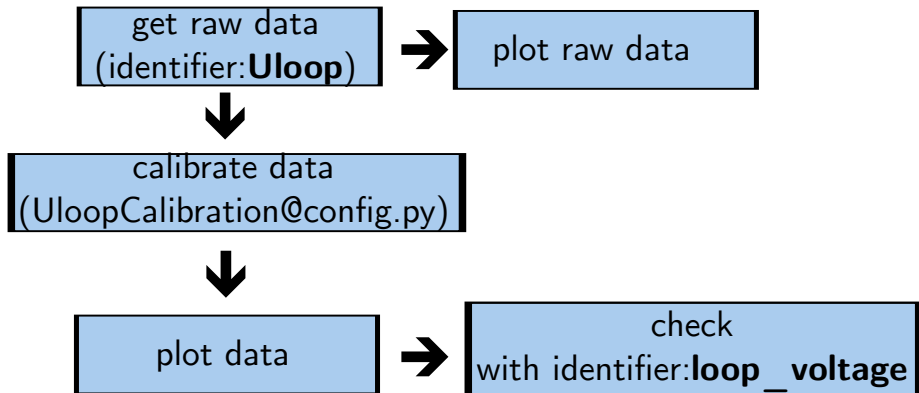 get raw data
(identifier:Uloop)
plot raw data
calibrate data
(UloopCalibration@config.py)
plot data
check
with identifier:loop_voltage